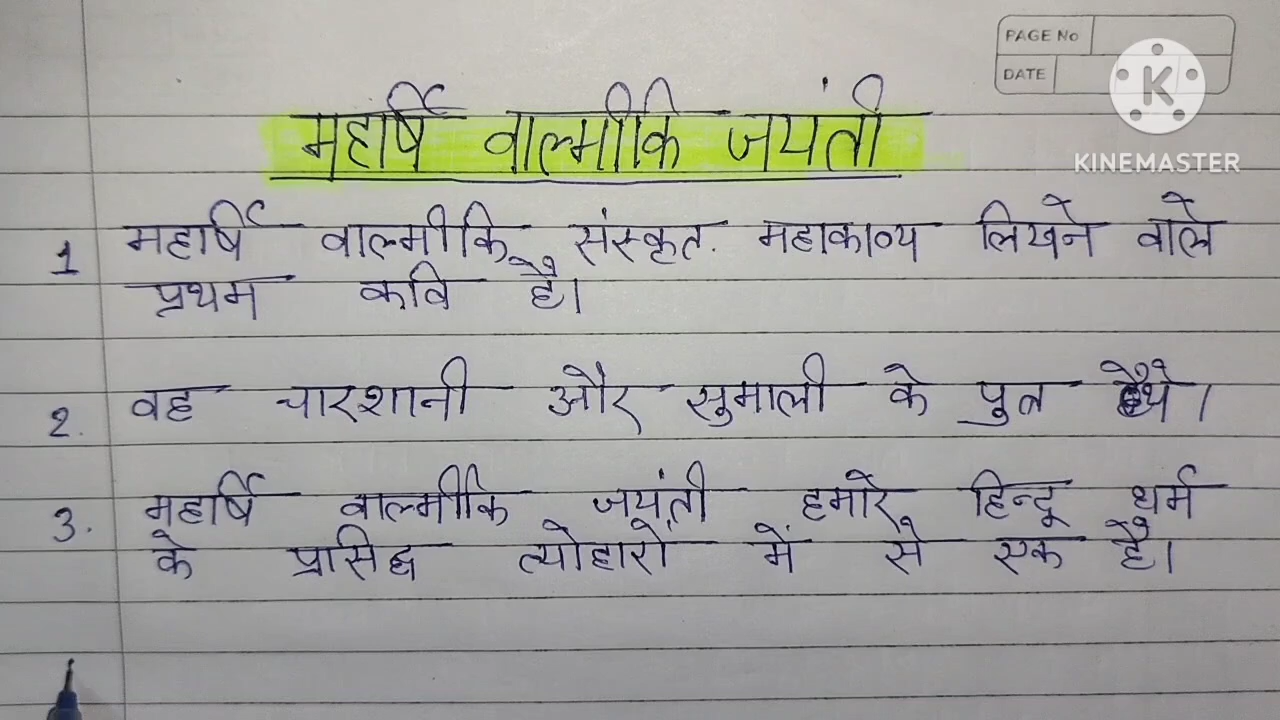 PAGE No
DATE
KINEMASTER
महर्षि वाल्मीकि जयंती
1 महर्षि वाल्मीकि संस्कृत महाकाव्य लिखने वाले
प्रथम कवि है।
2. वह चारशानी और सुमाली के पुत्र थे।
3. महर्षि वाल्मीकि जयंती हमारे हिन्दू धर्म
के प्रसिद्ध त्योहारों में से एक है।